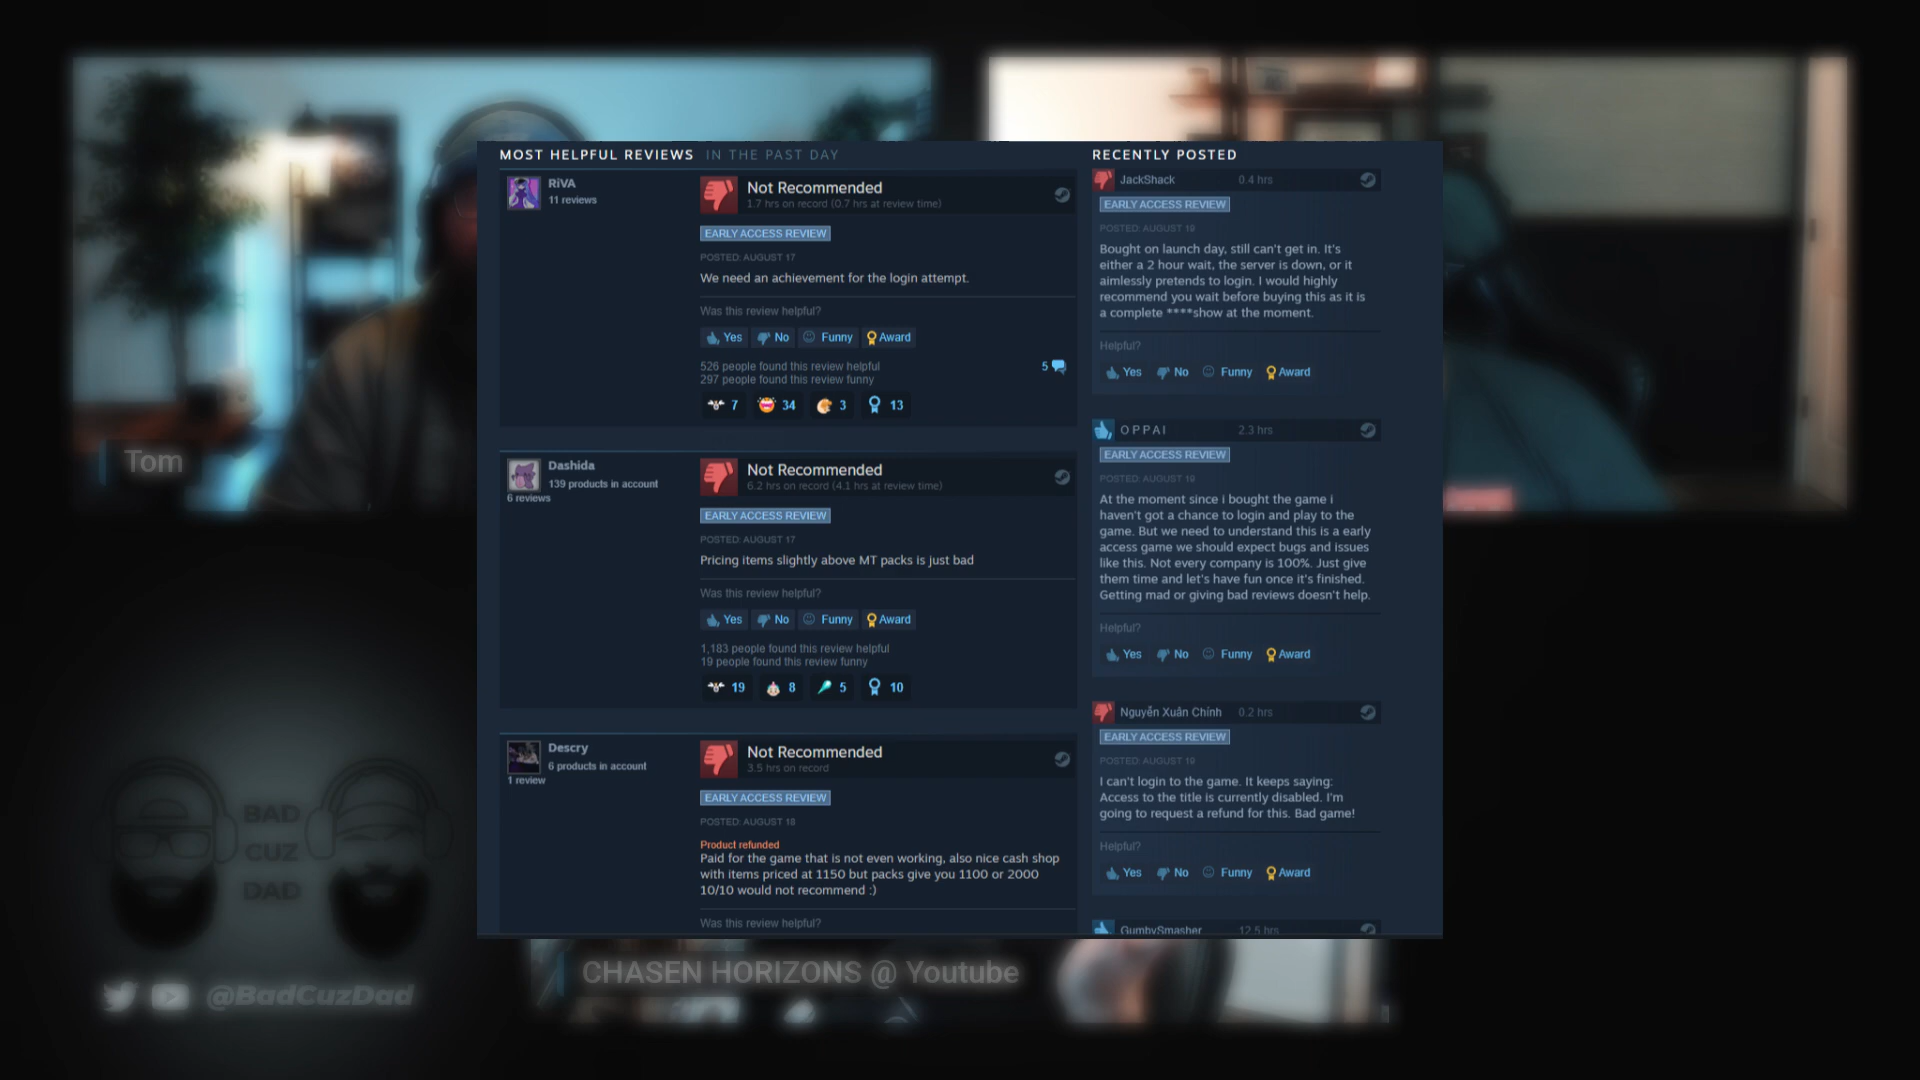 MOST HELPFUL REVIEWS IN THE PAST DAY
RiVA
11 reviews
Not Recommended
1.7 hrs on record (0.7 hrs at review time)
EARLY ACCESS REVIEW
POSTED: AUGUST 17
We need an achievement for the login attempt.
Was this review helpful?
Yes No Funny Award
526 people found this review helpful
297 people found this review funny
5
7 34 3 13
Dashida
139 products in account
6 reviews
Not Recommended
6.2 hrs on record (4.1 hrs at review time)
EARLY ACCESS REVIEW
POSTED: AUGUST 17
Pricing items slightly above MT packs is just bad
Was this review helpful?
Yes No Funny Award
1,183 people found this review helpful
19 people found this review funny
19 8 5 10
Descry
6 products in account
1 review
Not Recommended
3.5 hrs on record
EARLY ACCESS REVIEW
POSTED: AUGUST 18
Product refunded
Paid for the game that is not even working, also nice cash shop
with items priced at 1150 but packs give you 1100 or 2000
10/10 would not recommend :)
Was this review helpful?
RECENTLY POSTED
JackShack 0.4 hrs
EARLY ACCESS REVIEW
POSTED: AUGUST 19
Bought on launch day, still can't get in. It's
either a 2 hour wait, the server is down, or it
aimlessly pretends to login. I would highly
recommend you wait before buying this as it is
a complete ****show at the moment.
Helpful?
Yes No Funny Award
O P P A I 2.3 hrs
EARLY ACCESS REVIEW
POSTED: AUGUST 19
At the moment since i bought the game i
haven't got a chance to login and play to the
game. But we need to understand this is a early
access game we should expect bugs and issues
like this. Not every company is 100%. Just give
them time and let's have fun once it's finished.
Getting mad or giving bad reviews doesn't help.
Helpful?
Yes No Funny Award
Nguyễn Xuân Chính 0.2 hrs
EARLY ACCESS REVIEW
POSTED: AUGUST 19
I can't login to the game. It keeps saying:
Access to the title is currently disabled. I'm
going to request a refund for this. Bad game!
Helpful?
Yes No Funny Award
GumbySmasher 12.5 hrs
Tom
BAD
CUZ
DAD
@BadCuzDad
CHASEN HORIZONS @ Youtube